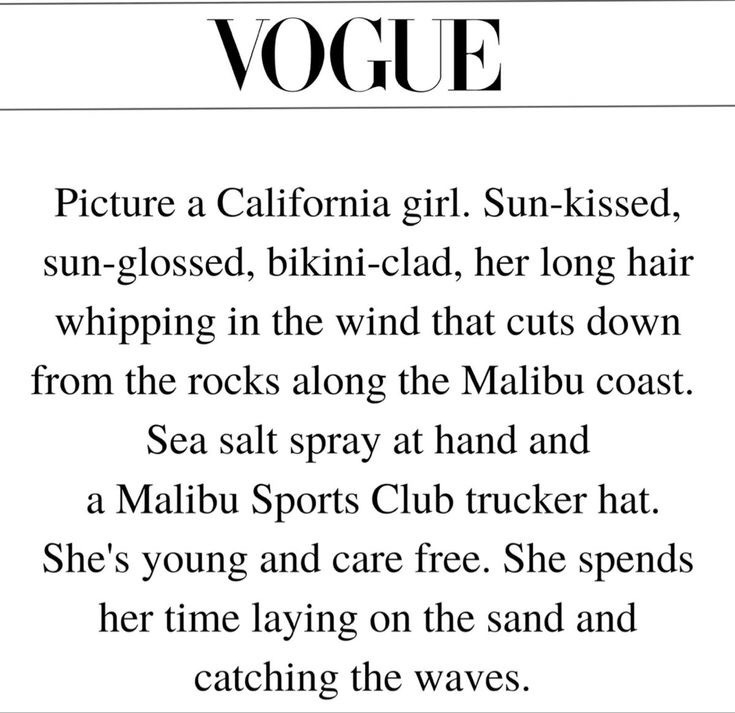 VOGUE
Picture a California girl. Sun-kissed,
sun-glossed, bikini-clad, her long hair
whipping in the wind that cuts down
from the rocks along the Malibu coast.
Sea salt spray at hand and
a Malibu Sports Club trucker hat.
She's young and care free. She spends
her time laying on the sand and
catching the waves.